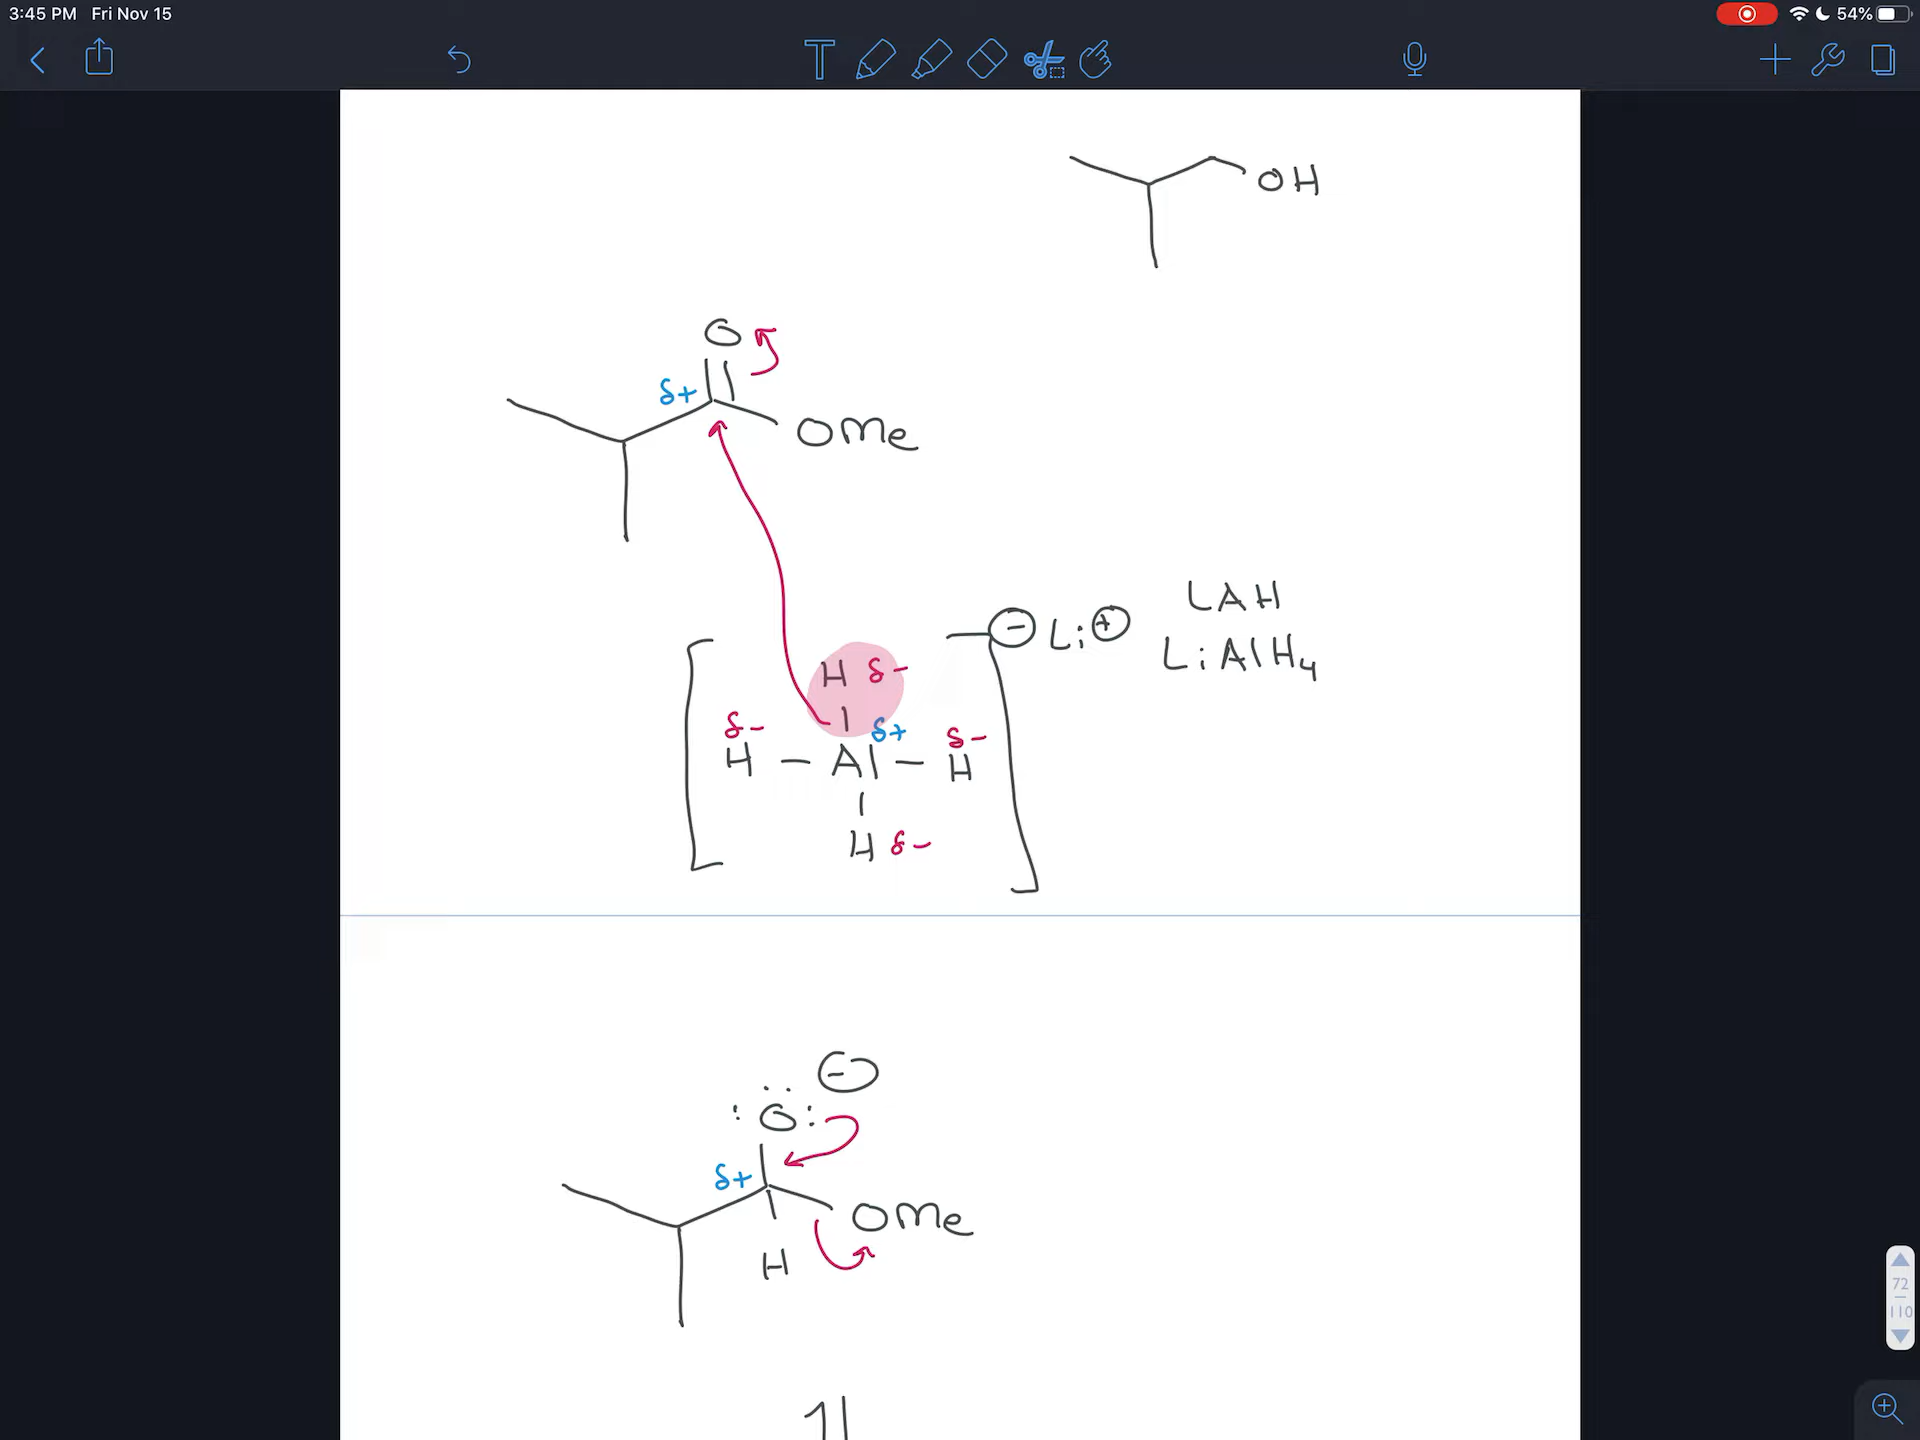 3:45 PM Fri Nov 15
54%
T
OH
O
δ+
OMe
LAH
⊖ Li⊕
LiAlH₄
H δ-
δ- δ+ δ-
H - Al - H
H δ-
⊖
:O:
δ+
OMe
H
72
110